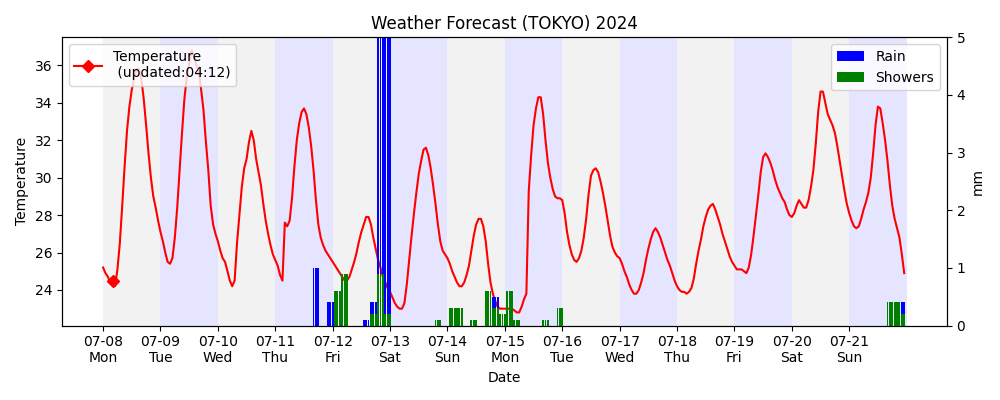 Weather Forecast (TOKYO) 2024
Temperature
(updated:04:12)
Rain
Showers
Temperature
36
34
32
30
28
26
24
5
4
3
2
1
0
mm
07-08 07-09 07-10 07-11 07-12 07-13 07-14 07-15 07-16 07-17 07-18 07-19 07-20 07-21
Mon Tue Wed Thu Fri Sat Sun Mon Tue Wed Thu Fri Sat Sun
Date